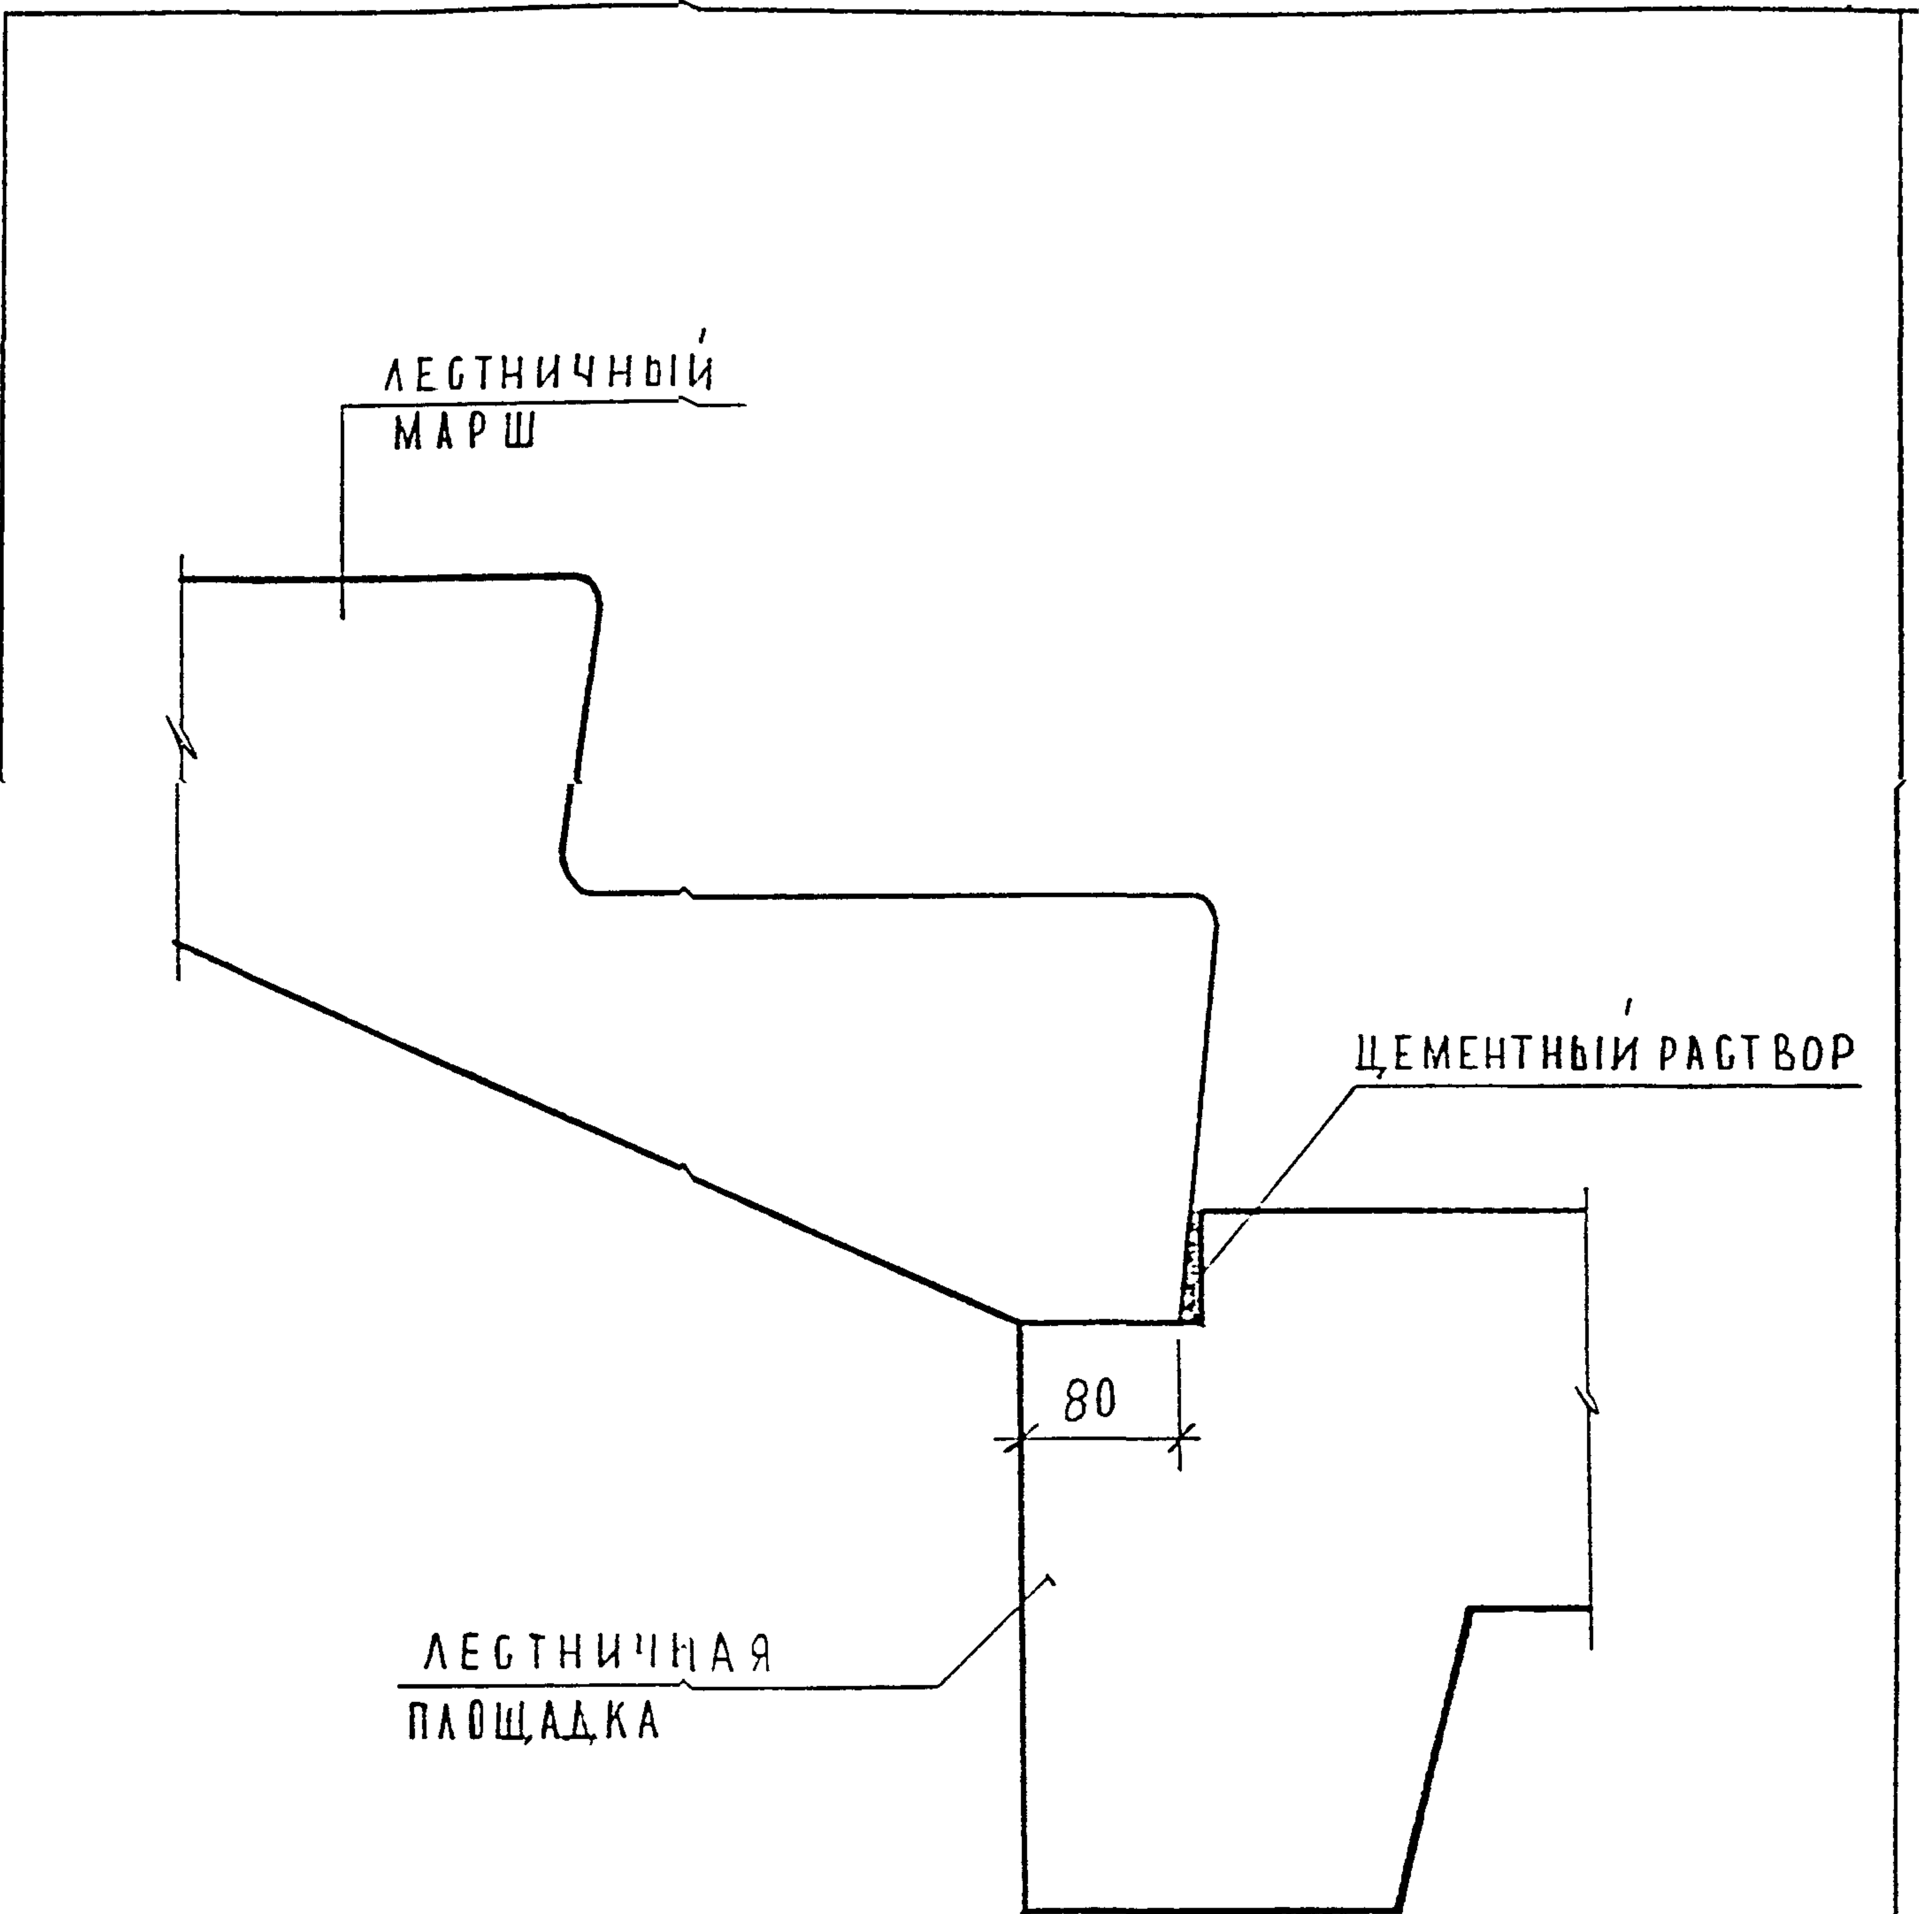 ЛЕСТНИЧНЫЙ
МАРШ
ЦЕМЕНТНЫЙ РАСТВОР
80
ЛЕСТНИЧНАЯ
ПЛОЩАДКА